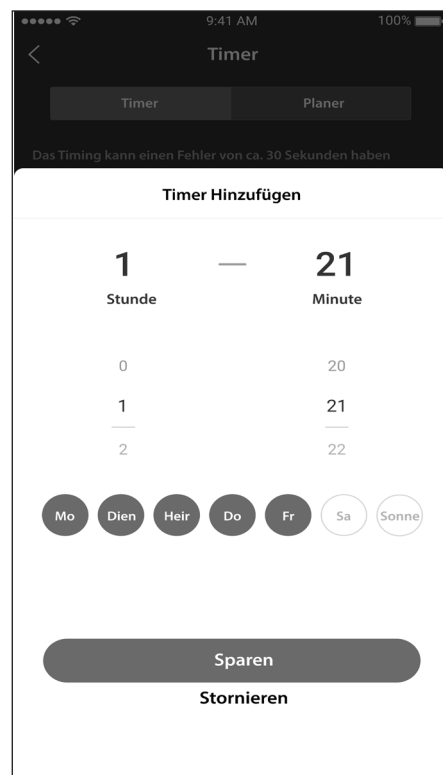 9:41 AM 100%
Timer
Timer Planer
Das Timing kann einen Fehler von ca. 30 Sekunden haben
Timer Hinzufügen
1 — 21
Stunde Minute
0 20
1 21
2 22
Mo Dien Heir Do Fr Sa Sonne
Sparen
Stornieren